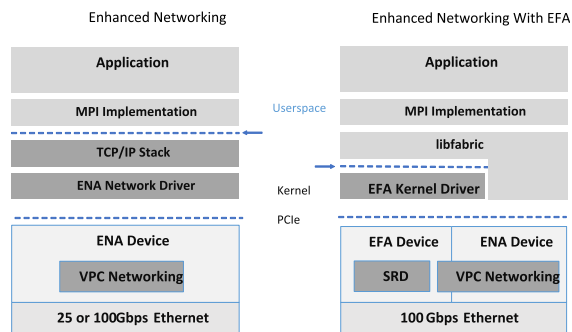 Enhanced Networking
Application
MPI Implementation
TCP/IP Stack
ENA Network Driver
ENA Device
VPC Networking
25 or 100Gbps Ethernet
Userspace
Kernel
PCIe
Enhanced Networking With EFA
Application
MPI Implementation
libfabric
EFA Kernel Driver
EFA Device
ENA Device
SRD
VPC Networking
100 Gbps Ethernet